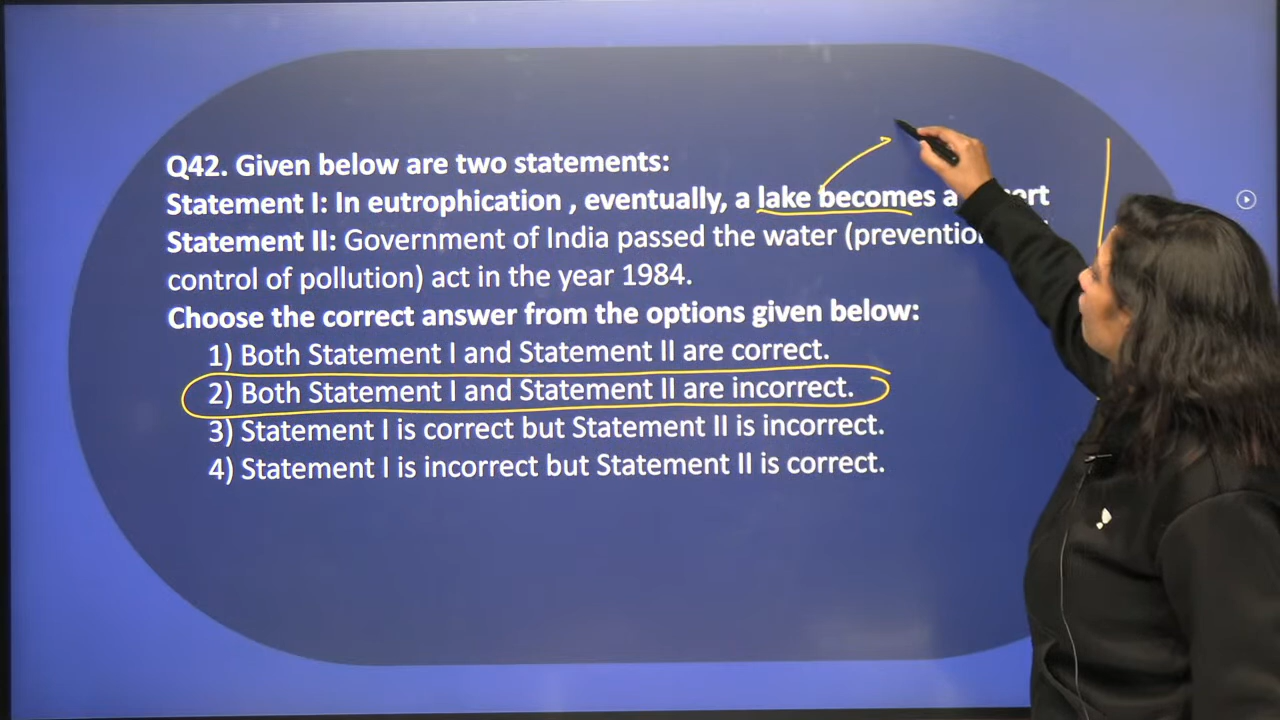 Q42. Given below are two statements:
Statement I: In eutrophication , eventually, a lake becomes a
Statement II: Government of India passed the water
control of pollution) act in the year 1984.
Choose the correct answer from the options given below:
1) Both Statement I and Statement II are correct.
2) Both Statement I and Statement II are incorrect.
3) Statement I is correct but Statement II is incorrect.
4) Statement I is incorrect but Statement II is correct.